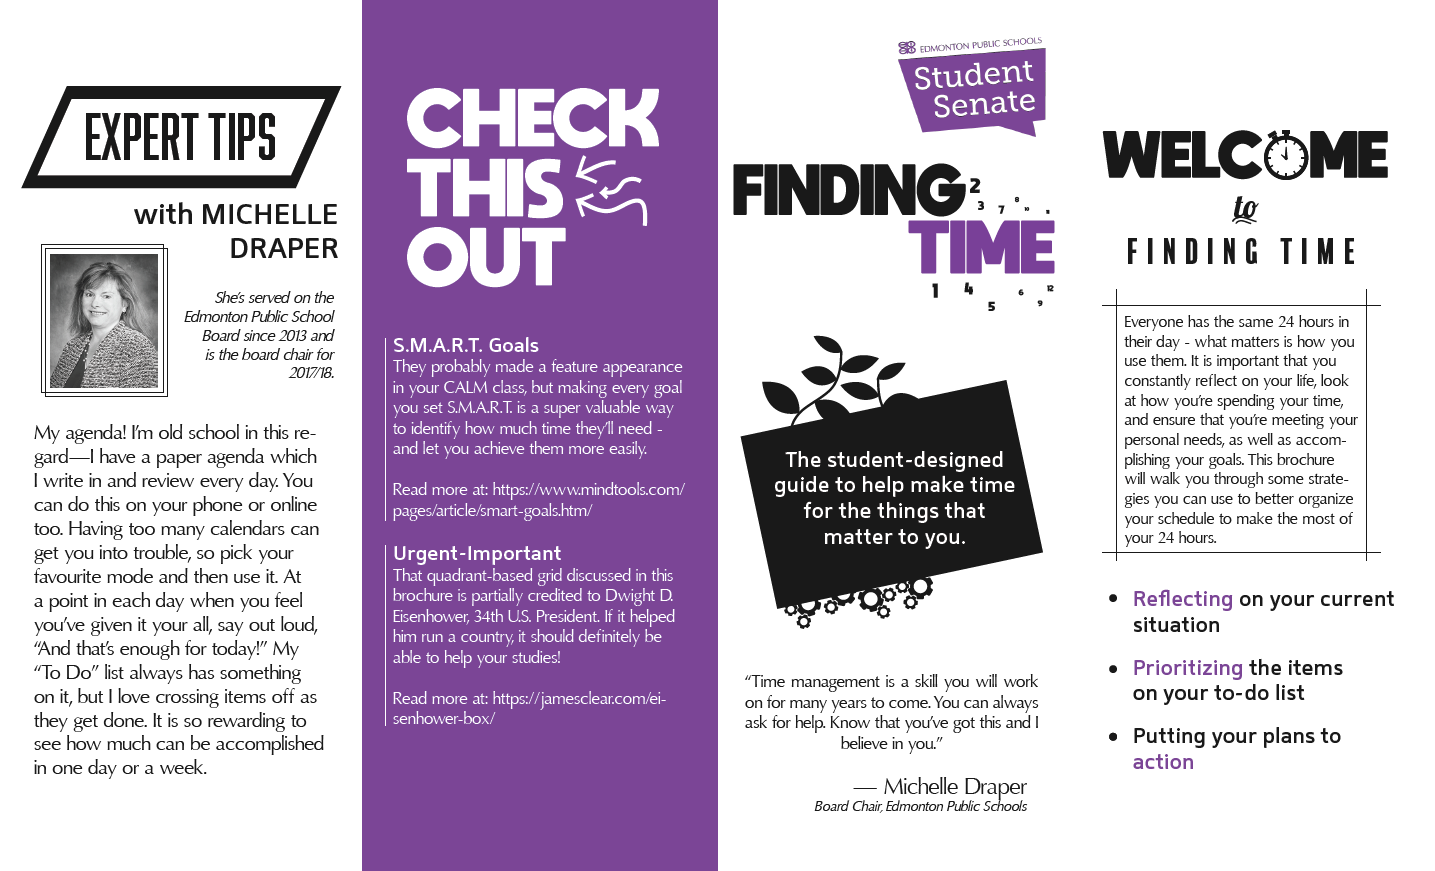 EXPERT TIPS
with MICHELLE
DRAPER
She's served on the
Edmonton Public School
Board since 2013 and
is the board chair for
2017/18.
My agenda! I'm old school in this re-
gard—I have a paper agenda which
I write in and review every day. You
can do this on your phone or online
too. Having too many calendars can
get you into trouble, so pick your
favourite mode and then use it. At
a point in each day when you feel
you've given it your all, say out loud,
“And that's enough for today!” My
“To Do” list always has something
on it, but I love crossing items off as
they get done. It is so rewarding to
see how much can be accomplished
in one day or a week.
CHECK
THIS
OUT
S.M.A.R.T. Goals
They probably made a feature appearance
in your CALM class, but making every goal
you set S.M.A.R.T. is a super valuable way
to identify how much time they'll need -
and let you achieve them more easily.
Read more at: https://www.mindtools.com/
pages/article/smart-goals.htm/
Urgent-Important
That quadrant-based grid discussed in this
brochure is partially credited to Dwight D.
Eisenhower, 34th U.S. President. If it helped
him run a country, it should definitely be
able to help your studies!
Read more at: https://jamesclear.com/ei-
senhower-box/
EDMONTON PUBLIC SCHOOLS
Student
Senate
FINDING
2 3 7 8 10 11
TIME
1 4 5 6 9 12
The student-designed
guide to help make time
for the things that
matter to you.
“Time management is a skill you will work
on for many years to come. You can always
ask for help. Know that you've got this and I
believe in you.”
— Michelle Draper
Board Chair, Edmonton Public Schools
WELCOME
to
FINDING TIME
Everyone has the same 24 hours in
their day - what matters is how you
use them. It is important that you
constantly reflect on your life, look
at how you're spending your time,
and ensure that you're meeting your
personal needs, as well as accom-
plishing your goals. This brochure
will walk you through some strate-
gies you can use to better organize
your schedule to make the most of
your 24 hours.
• Reflecting on your current
situation
• Prioritizing the items
on your to-do list
• Putting your plans to
action